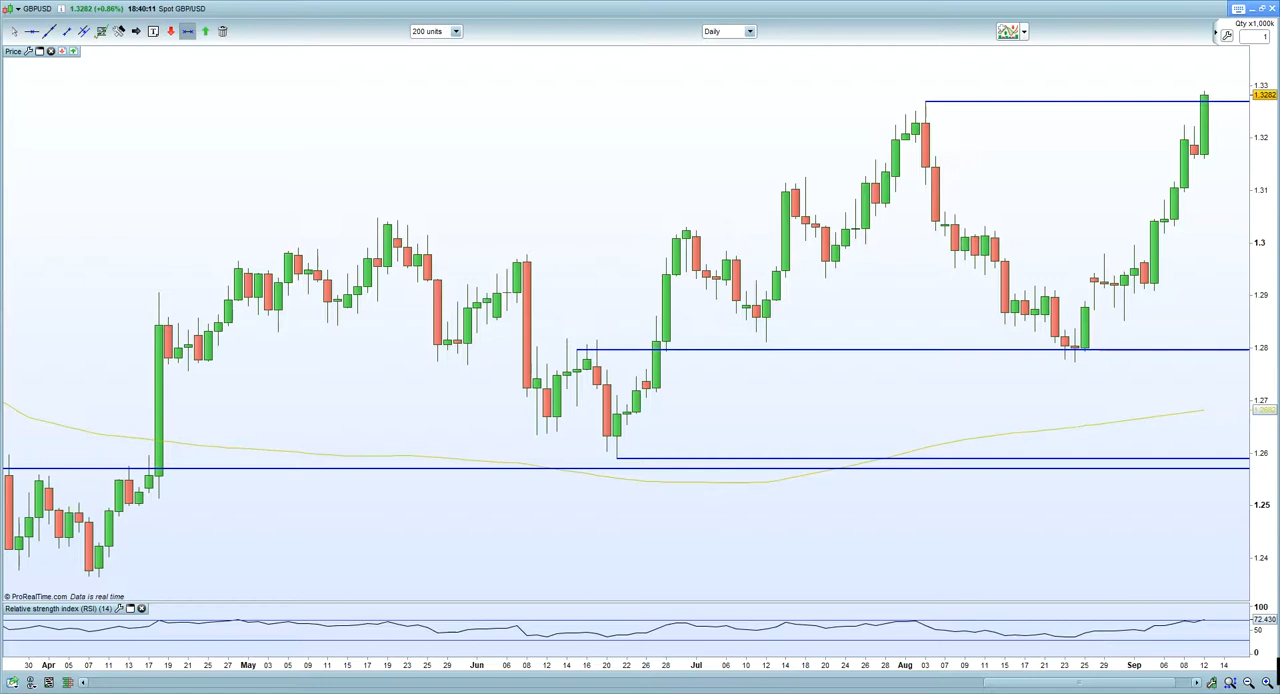 GBPUSD 1.3282 (+0.86%) 18:40:11 Spot GBP/USD
200 units
Daily
Qty x1,000k
1
Price
1.33
1.3282
1.32
1.31
1.3
1.29
1.28
1.27
1.2682
1.26
1.25
1.24
© ProRealTime.com Data is real time
Relative strength index (RSI) (14)
100
72.430
50
0
30 Apr 05 07 11 13 17 19 21 25 27 May 03 05 09 11 15 17 19 23 25 29 Jun 06 08 12 14 16 20 22 26 28 Jul 06 10 12 14 18 20 24 26 28 Aug 03 07 09 11 15 17 21 23 25 29 Sep 06 08 12 14